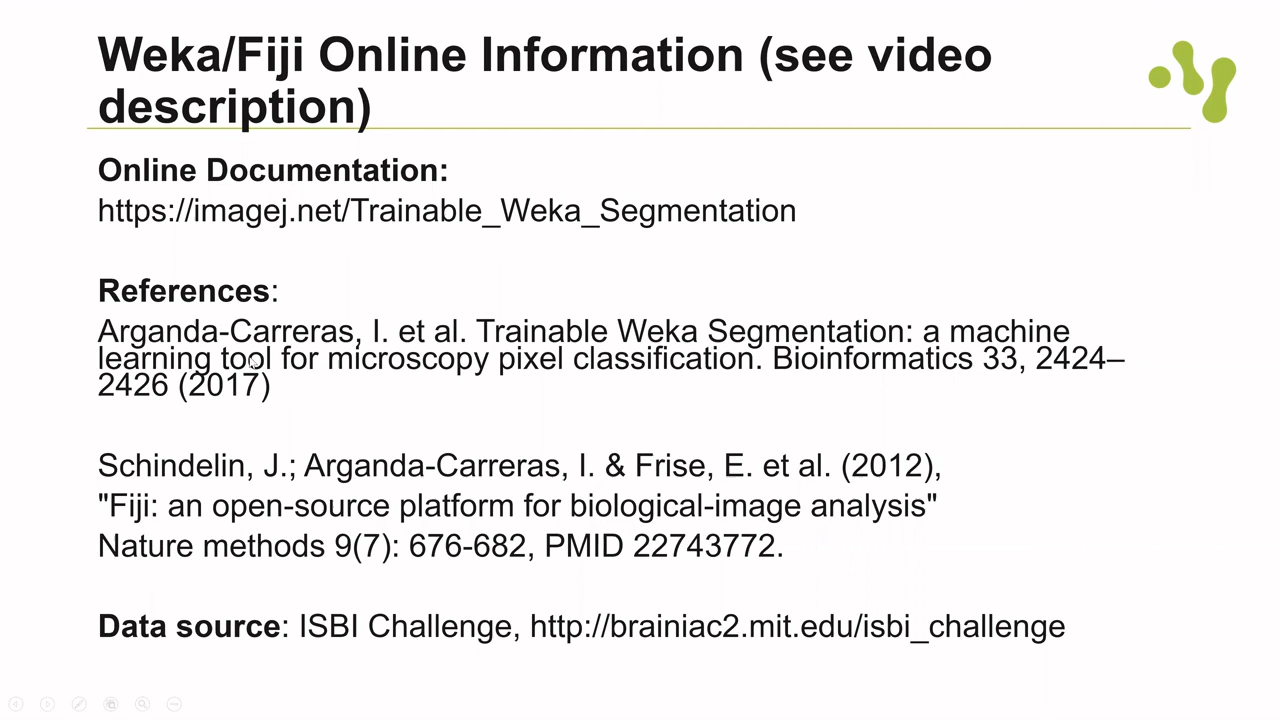 Weka/Fiji Online Information (see video
description)
Online Documentation:
https://imagej.net/Trainable_Weka_Segmentation
References:
Arganda-Carreras, I. et al. Trainable Weka Segmentation: a machine
learning tool for microscopy pixel classification. Bioinformatics 33, 2424–
2426 (2017)
Schindelin, J.; Arganda-Carreras, I. & Frise, E. et al. (2012),
"Fiji: an open-source platform for biological-image analysis"
Nature methods 9(7): 676-682, PMID 22743772.
Data source: ISBI Challenge, http://brainiac2.mit.edu/isbi_challenge